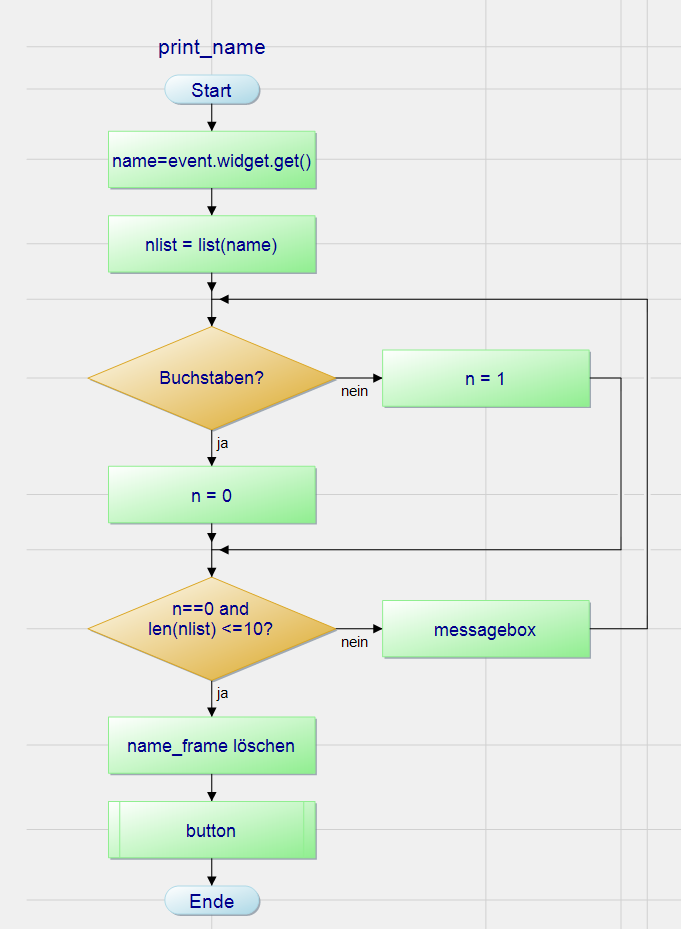 print_name
Start
name=event.widget.get()
nlist = list(name)
Buchstaben?
nein
n = 1
ja
n = 0
n==0 and
len(nlist) <=10?
nein
messagebox
ja
name_frame löschen
button
Ende